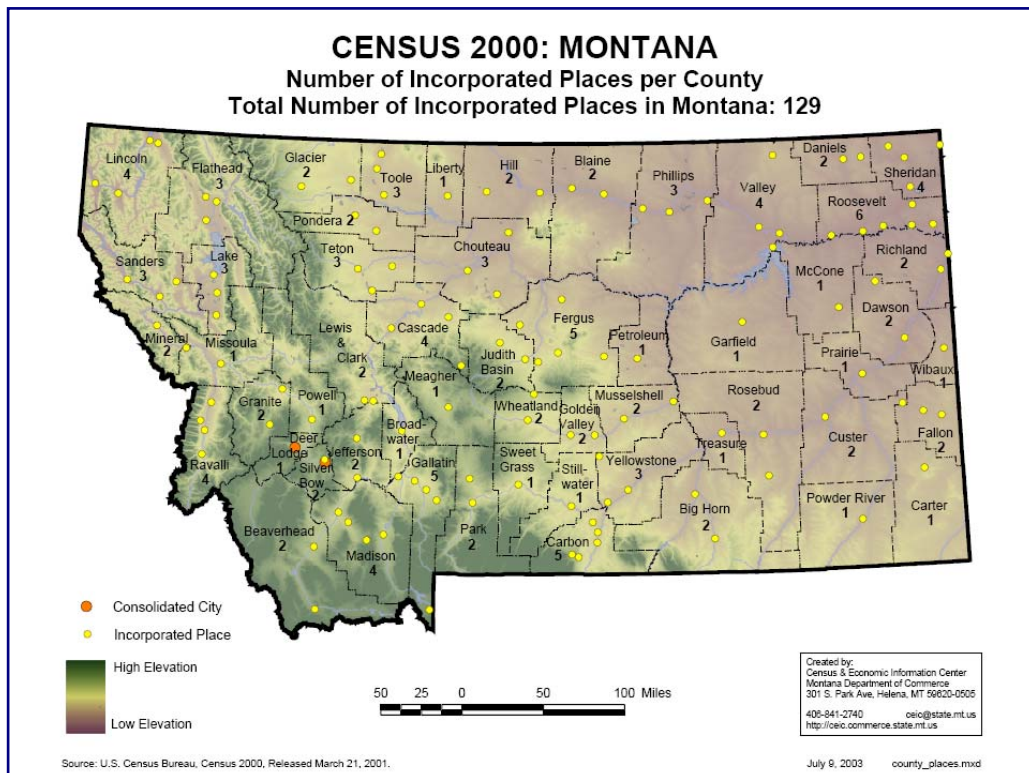 CENSUS 2000: MONTANA
Number of Incorporated Places per County
Total Number of Incorporated Places in Montana: 129
Lincoln
4
Flathead
3
Glacier
2
Toole
3
Liberty
1
Hill
2
Blaine
2
Phillips
3
Valley
4
Daniels
2
Sheridan
4
Roosevelt
6
Pondera 2
Teton
3
Chouteau
3
Sanders
3
Lake
3
McCone
1
Richland
2
Dawson
2
Mineral
2
Missoula
1
Lewis
&
Clark
2
Cascade
4
Judith
Basin
2
Fergus
5
Petroleum
1
Garfield
1
Prairie
1
Wibaux
1
Granite
2
Powell
1
Meagher
1
Broad-
water
1
Wheatland
2
Golden
Valley
2
Musselshell
2
Rosebud
2
Treasure
1
Custer
2
Fallon
2
Ravalli
4
Deer
Lodge
1
Silver
Bow
2
Jefferson
2
Gallatin
5
Sweet
Grass
1
Still-
water
1
Yellowstone
3
Big Horn
2
Powder River
1
Carter
1
Beaverhead
2
Madison
4
Park
2
Carbon
5
Consolidated City
Incorporated Place
High Elevation
Low Elevation
50 25 0 50 100 Miles
Created by:
Census & Economic Information Center
Montana Department of Commerce
301 S. Park Ave, Helena, MT 59620-0505
406-841-2740 ceic@state.mt.us
http://ceic.commerce.state.mt.us
Source: U.S. Census Bureau, Census 2000, Released March 21, 2001.
July 9, 2003 county_places.mxd